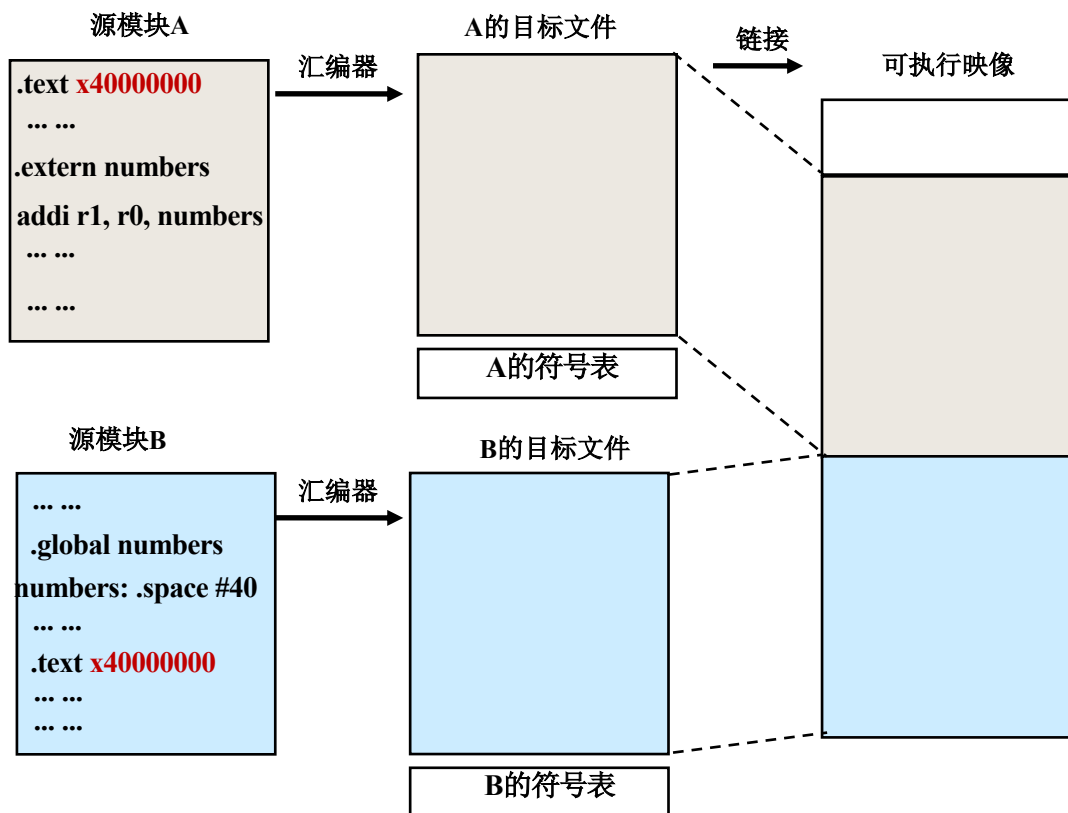 源模块A
.text x40000000
... ...
.extern numbers
addi r1, r0, numbers
... ...
... ...
汇编器
A的目标文件
A的符号表
链接
可执行映像
源模块B
... ...
.global numbers
numbers: .space #40
... ...
.text x40000000
... ...
... ...
汇编器
B的目标文件
B的符号表